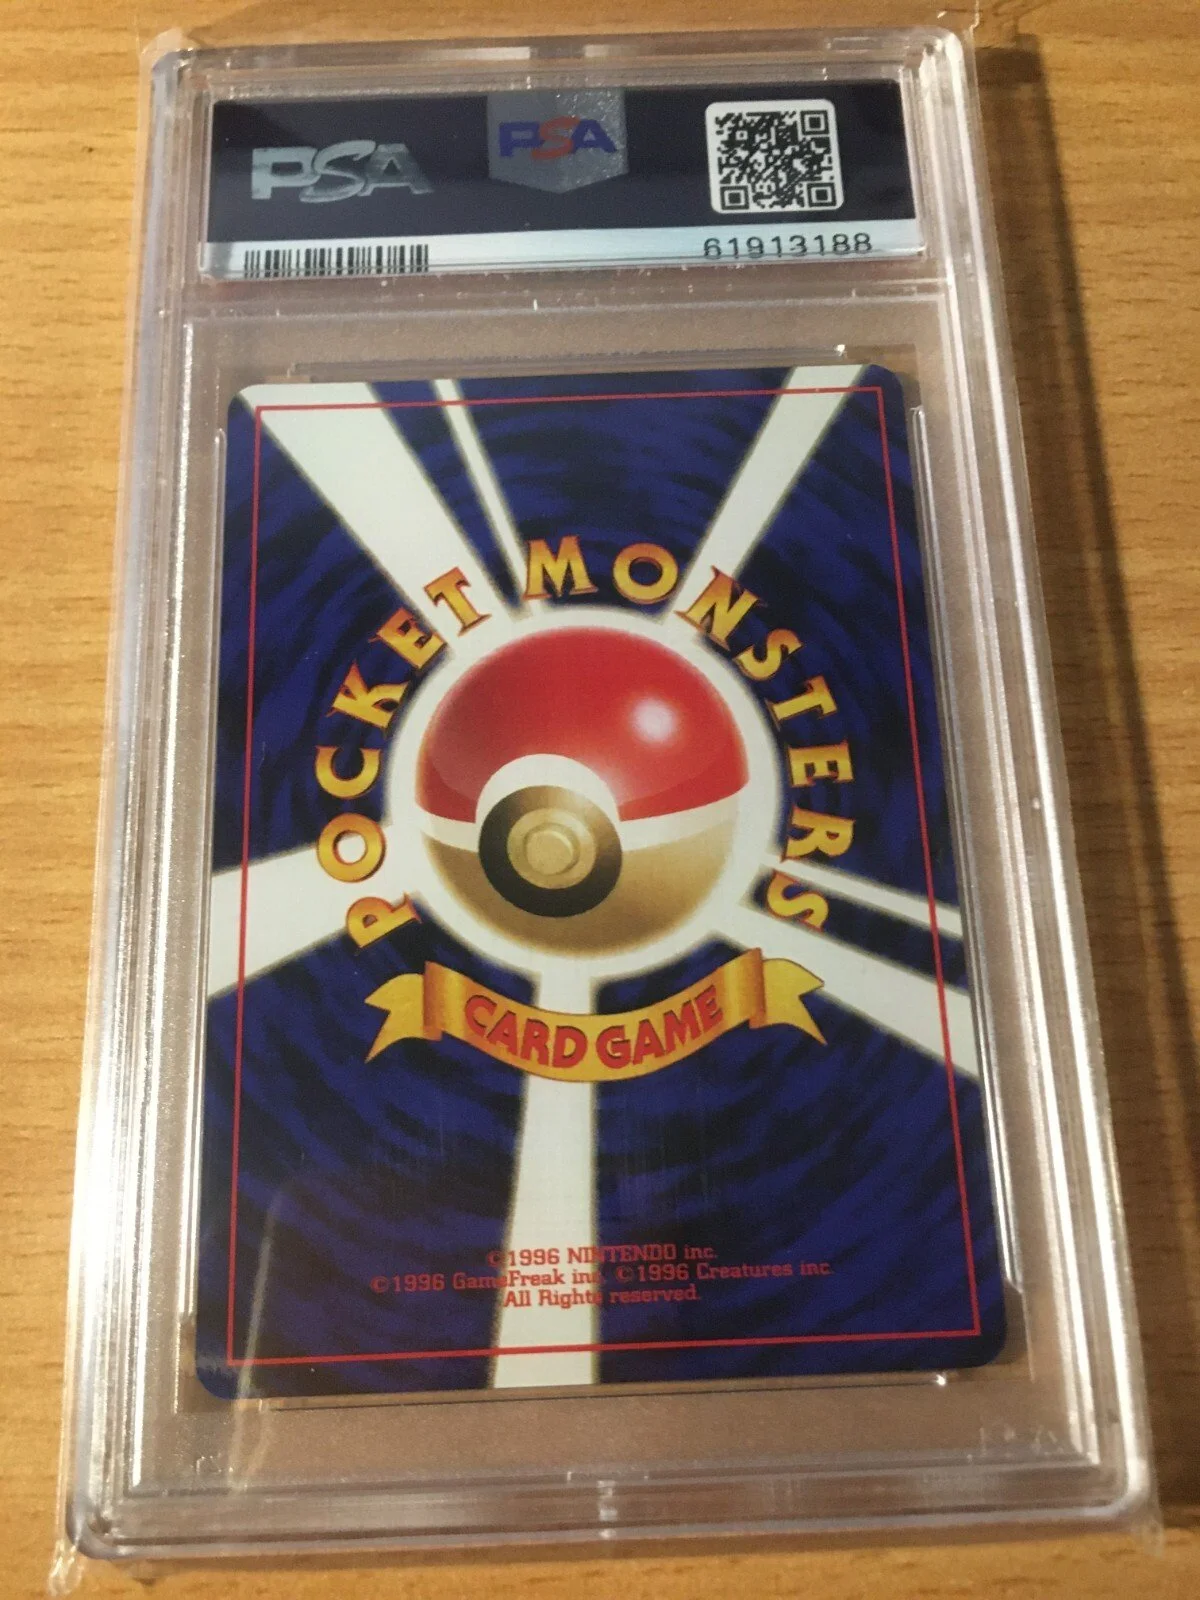 PSA
PSA
61913188
POCKET MONSTERS
CARD GAME
©1996 NINTENDO inc.
©1996 GameFreak inc. ©1996 Creatures inc.
All Rights reserved.